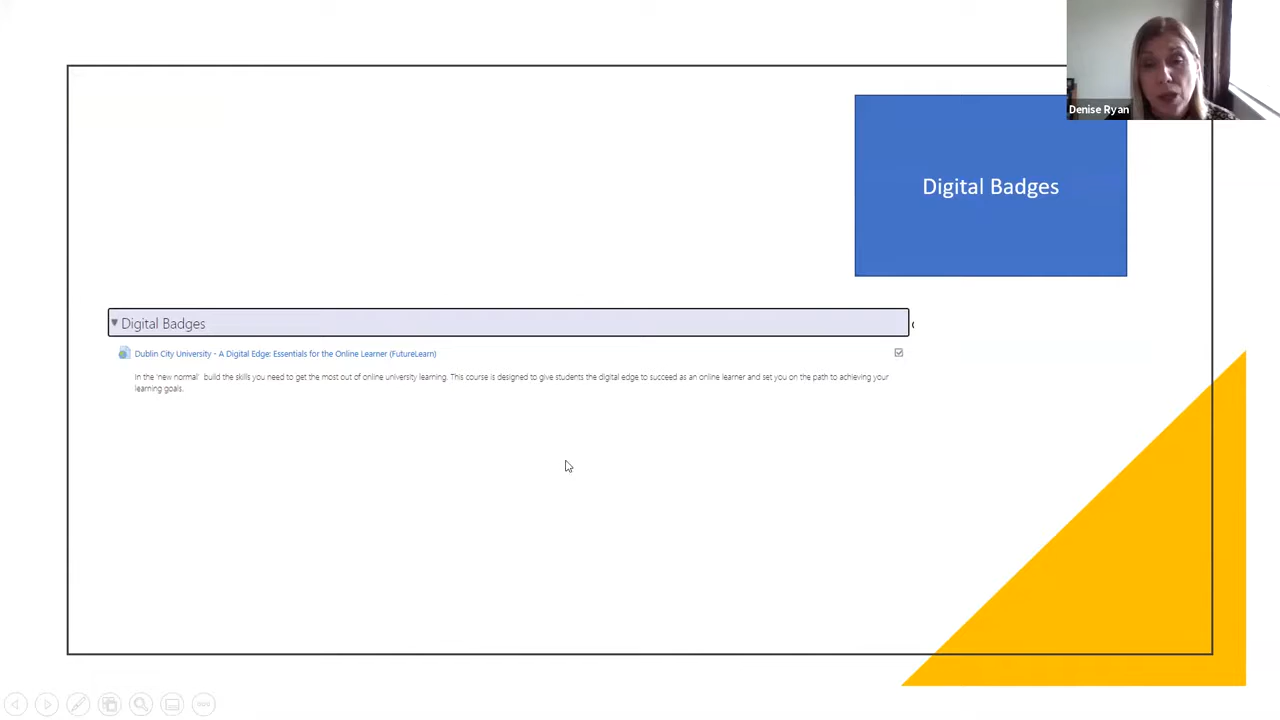 Denise Ryan
Digital Badges
Digital Badges
Dublin City University - A Digital Edge: Essentials for the Online Learner (FutureLearn)
In the 'new normal' build the skills you need to get the most out of online university learning. This course is designed to give students the digital edge to succeed as an online learner and set you on the path to achieving your
learning goals.